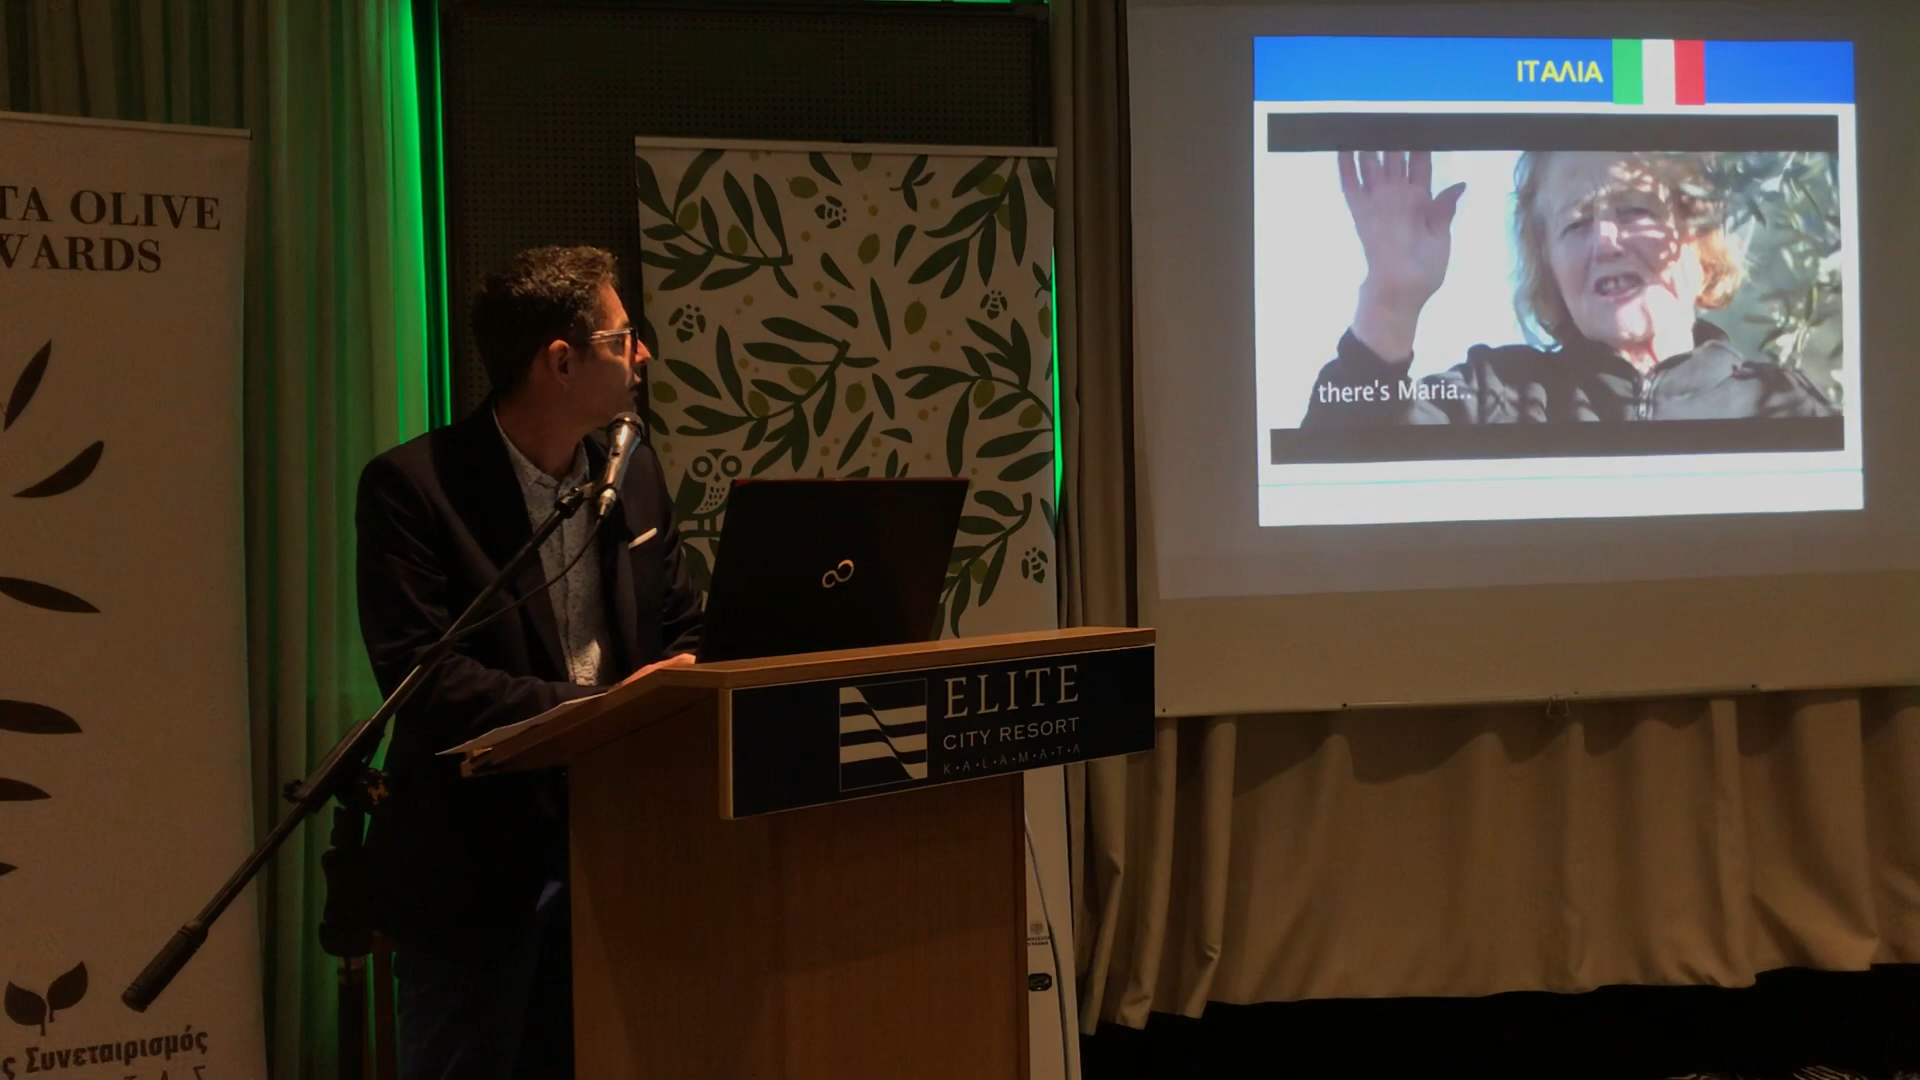 TA OLIVE
WARDS
ς Συνεταιρισμός
ΙΤΑΛΙΑ
there's Maria..
ELITE
CITY RESORT
K·A·L·A·M·A·T·A